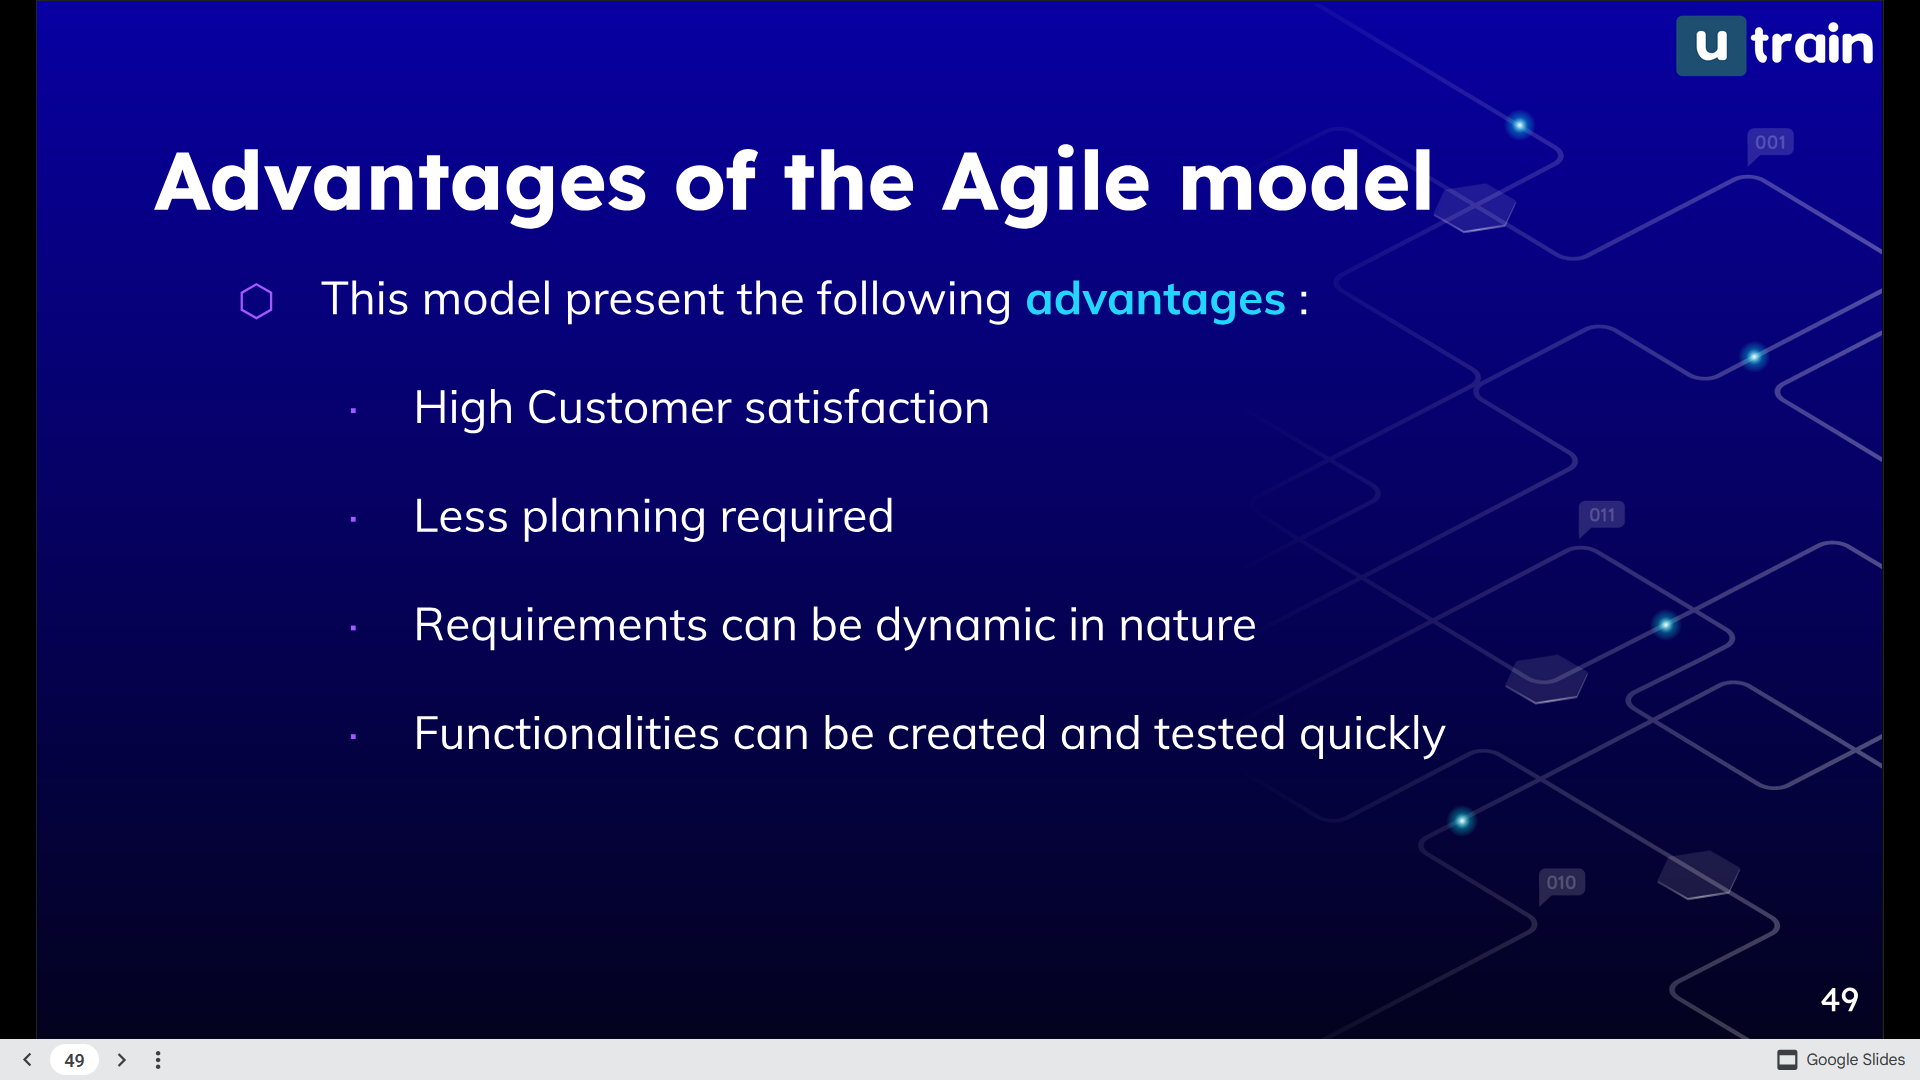 u train
001
Advantages of the Agile model
This model present the following advantages :
High Customer satisfaction
Less planning required
011
Requirements can be dynamic in nature
Functionalities can be created and tested quickly
010
49
49
Google Slides